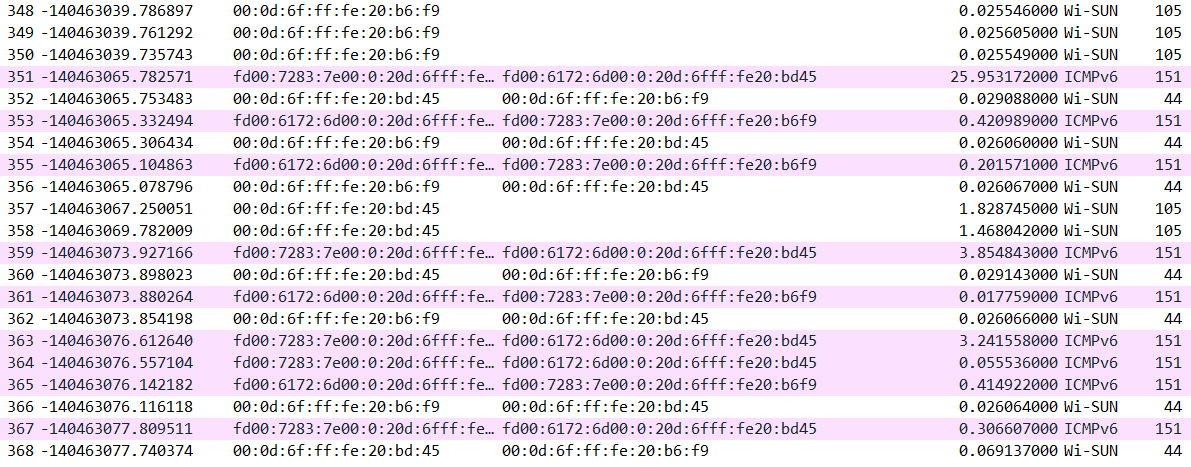 348 -140463039.786897 00:0d:6f:ff:fe:20:b6:f9 0.025546000 Wi-SUN 105
349 -140463039.761292 00:0d:6f:ff:fe:20:b6:f9 0.025605000 Wi-SUN 105
350 -140463039.735743 00:0d:6f:ff:fe:20:b6:f9 0.025549000 Wi-SUN 105
351 -140463065.782571 fd00:7283:7e00:0:20d:6fff:fe… fd00:6172:6d00:0:20d:6fff:fe20:bd45 25.953172000 ICMPv6 151
352 -140463065.753483 00:0d:6f:ff:fe:20:bd:45 00:0d:6f:ff:fe:20:b6:f9 0.029088000 Wi-SUN 44
353 -140463065.332494 fd00:6172:6d00:0:20d:6fff:fe… fd00:7283:7e00:0:20d:6fff:fe20:b6f9 0.420989000 ICMPv6 151
354 -140463065.306434 00:0d:6f:ff:fe:20:b6:f9 00:0d:6f:ff:fe:20:bd:45 0.026060000 Wi-SUN 44
355 -140463065.104863 fd00:6172:6d00:0:20d:6fff:fe… fd00:7283:7e00:0:20d:6fff:fe20:b6f9 0.201571000 ICMPv6 151
356 -140463065.078796 00:0d:6f:ff:fe:20:b6:f9 00:0d:6f:ff:fe:20:bd:45 0.026067000 Wi-SUN 44
357 -140463067.250051 00:0d:6f:ff:fe:20:bd:45 1.828745000 Wi-SUN 105
358 -140463069.782009 00:0d:6f:ff:fe:20:bd:45 1.468042000 Wi-SUN 105
359 -140463073.927166 fd00:7283:7e00:0:20d:6fff:fe… fd00:6172:6d00:0:20d:6fff:fe20:bd45 3.854843000 ICMPv6 151
360 -140463073.898023 00:0d:6f:ff:fe:20:bd:45 00:0d:6f:ff:fe:20:b6:f9 0.029143000 Wi-SUN 44
361 -140463073.880264 fd00:6172:6d00:0:20d:6fff:fe… fd00:7283:7e00:0:20d:6fff:fe20:b6f9 0.017759000 ICMPv6 151
362 -140463073.854198 00:0d:6f:ff:fe:20:b6:f9 00:0d:6f:ff:fe:20:bd:45 0.026066000 Wi-SUN 44
363 -140463076.612640 fd00:7283:7e00:0:20d:6fff:fe… fd00:6172:6d00:0:20d:6fff:fe20:bd45 3.241558000 ICMPv6 151
364 -140463076.557104 fd00:7283:7e00:0:20d:6fff:fe… fd00:6172:6d00:0:20d:6fff:fe20:bd45 0.055536000 ICMPv6 151
365 -140463076.142182 fd00:6172:6d00:0:20d:6fff:fe… fd00:7283:7e00:0:20d:6fff:fe20:b6f9 0.414922000 ICMPv6 151
366 -140463076.116118 00:0d:6f:ff:fe:20:b6:f9 00:0d:6f:ff:fe:20:bd:45 0.026064000 Wi-SUN 44
367 -140463077.809511 fd00:7283:7e00:0:20d:6fff:fe… fd00:6172:6d00:0:20d:6fff:fe20:bd45 0.306607000 ICMPv6 151
368 -140463077.740374 00:0d:6f:ff:fe:20:bd:45 00:0d:6f:ff:fe:20:b6:f9 0.069137000 Wi-SUN 44